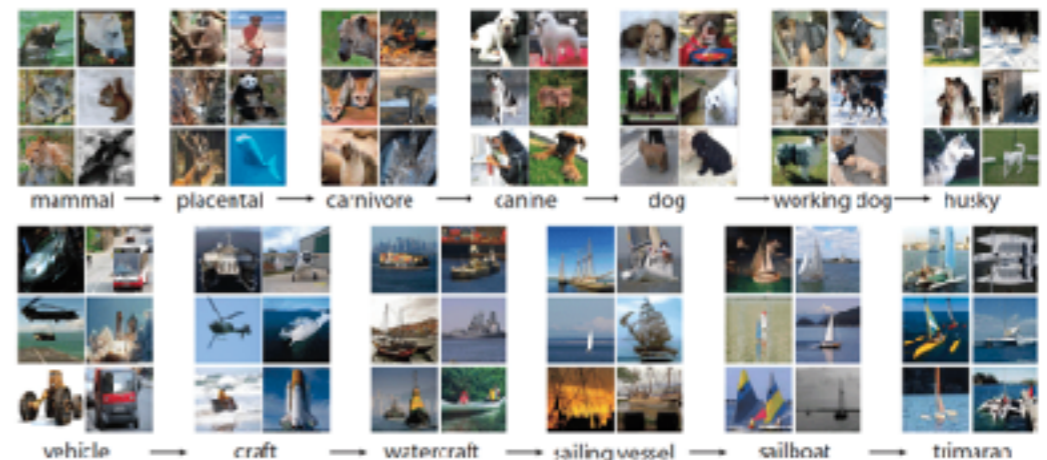 mammal → placental → carnivore → canine → dog → working dog → husky
vehicle → craft → watercraft → sailing vessel → sailboat → trimaran